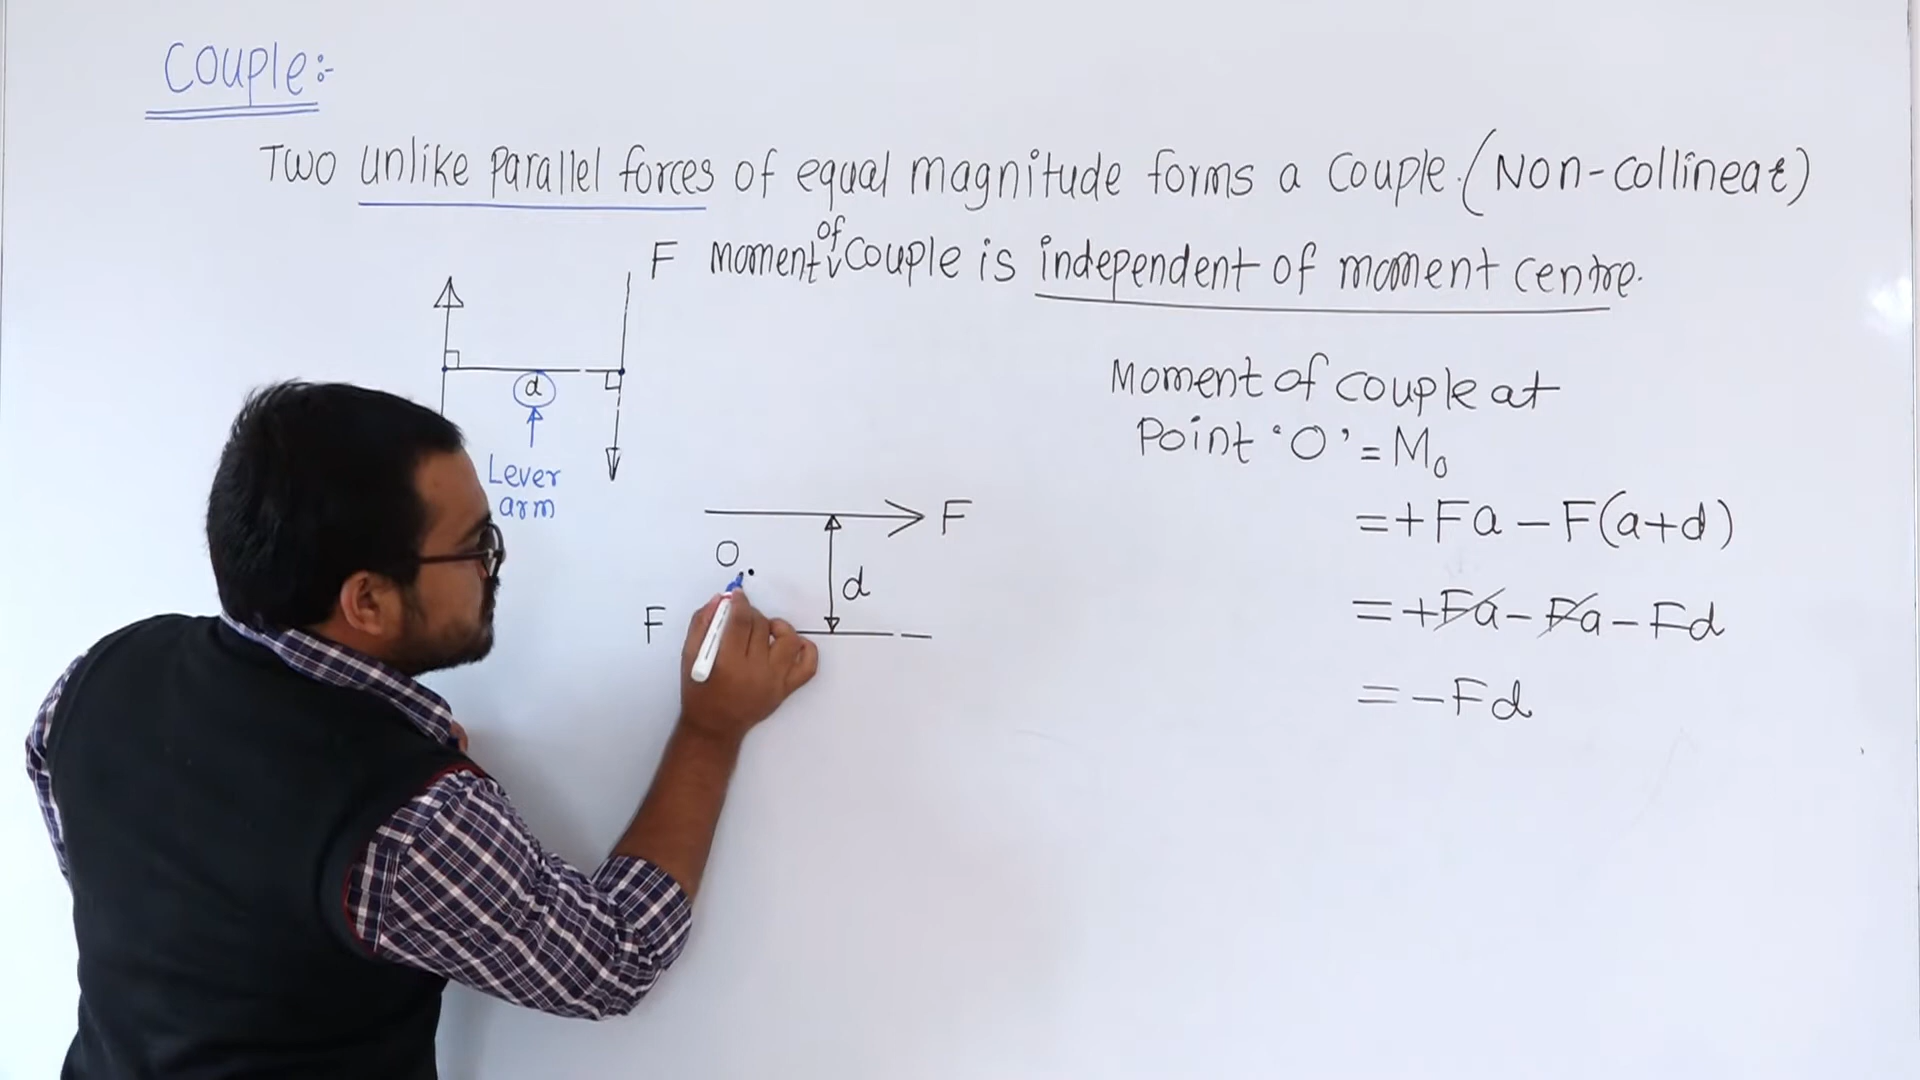 Couple:-
Two unlike parallel forces of equal magnitude forms a couple. (Non-collinear)
F Moment of Couple is independent of moment centre.
d
Lever
arm
Moment of couple at
Point 'O' = M₀
F
= + Fa - F(a+d)
O
d
F
= + Fa - Fa - Fd
= - Fd